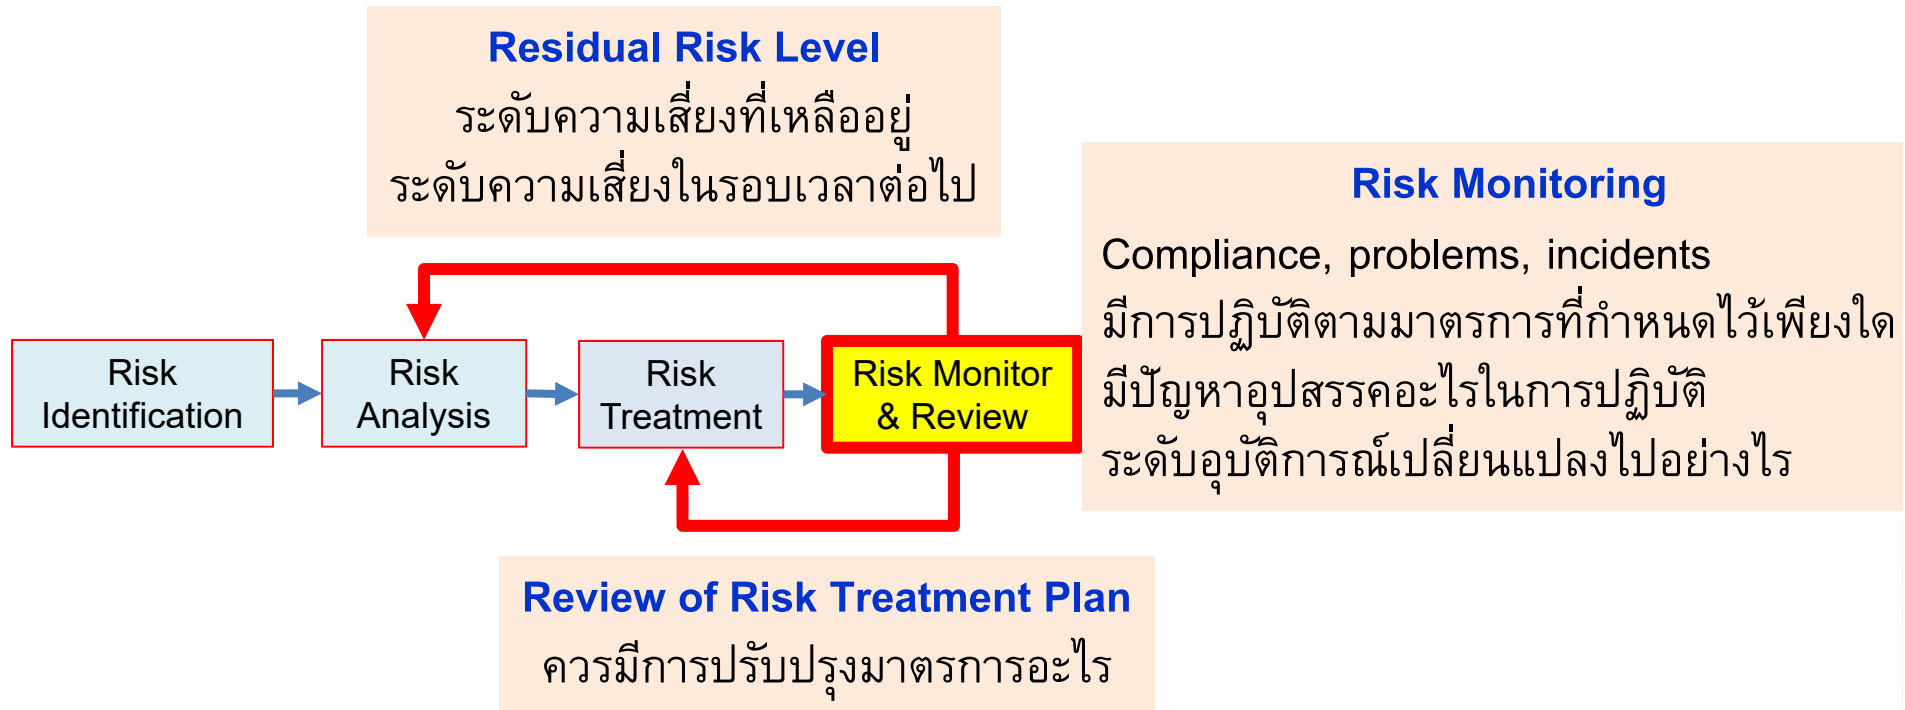 Residual Risk Level
ระดับความเสี่ยงที่เหลืออยู่
ระดับความเสี่ยงในรอบเวลาต่อไป
Risk Monitoring
Compliance, problems, incidents
มีการปฏิบัติตามมาตรการที่กำหนดไว้เพียงใด
มีปัญหาอุปสรรคอะไรในการปฏิบัติ
ระดับอุบัติการณ์เปลี่ยนแปลงไปอย่างไร
Risk
Identification
Risk
Analysis
Risk
Treatment
Risk Monitor
& Review
Review of Risk Treatment Plan
ควรมีการปรับปรุงมาตรการอะไร